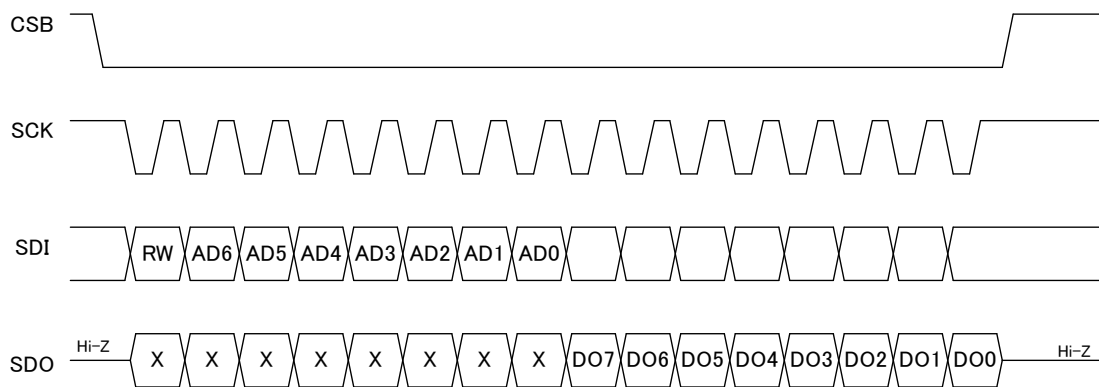 CSB
SCK
SDI RW AD6 AD5 AD4 AD3 AD2 AD1 AD0
Hi-Z Hi-Z
SDO X X X X X X X X DO7 DO6 DO5 DO4 DO3 DO2 DO1 DO0